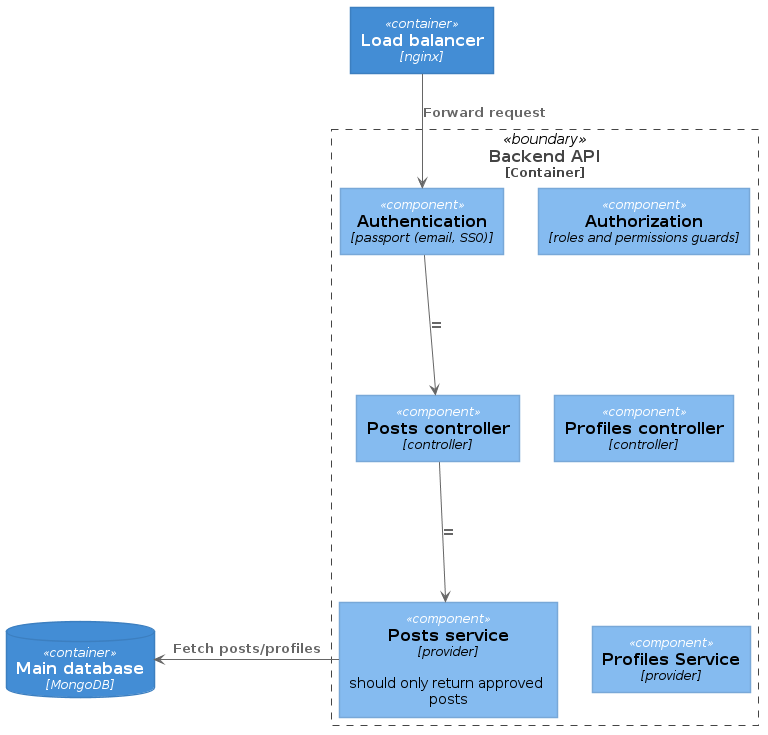 «container»
Load balancer
[nginx]
Forward request
«boundary»
Backend API
[Container]
«component»
Authentication
[passport (email, SSO)]
«component»
Authorization
[roles and permissions guards]
=
«component»
Posts controller
[controller]
«component»
Profiles controller
[controller]
=
«component»
Posts service
[provider]
should only return approved
posts
«component»
Profiles Service
[provider]
Fetch posts/profiles
«container»
Main database
[MongoDB]